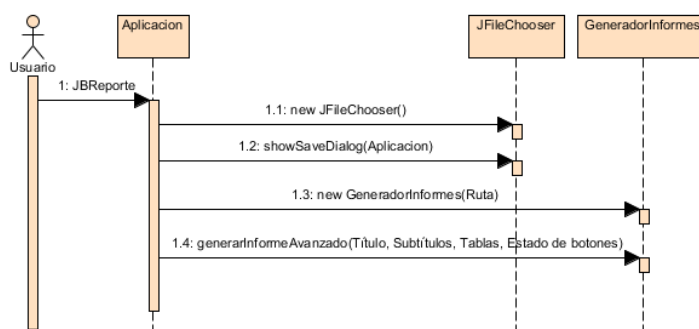 Aplicacion
JFileChooser
GeneradorInformes
Usuario
1: JBReporte
1.1: new JFileChooser()
1.2: showSaveDialog(Aplicacion)
1.3: new GeneradorInformes(Ruta)
1.4: generarInformeAvanzado(Título, Subtítulos, Tablas, Estado de botones)